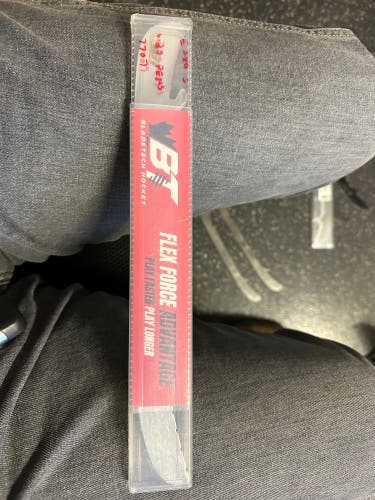 BT
BLADETECH HOCKEY
FLEX FORCE ADVANTAGE
PLAY FASTER PLAY LONGER